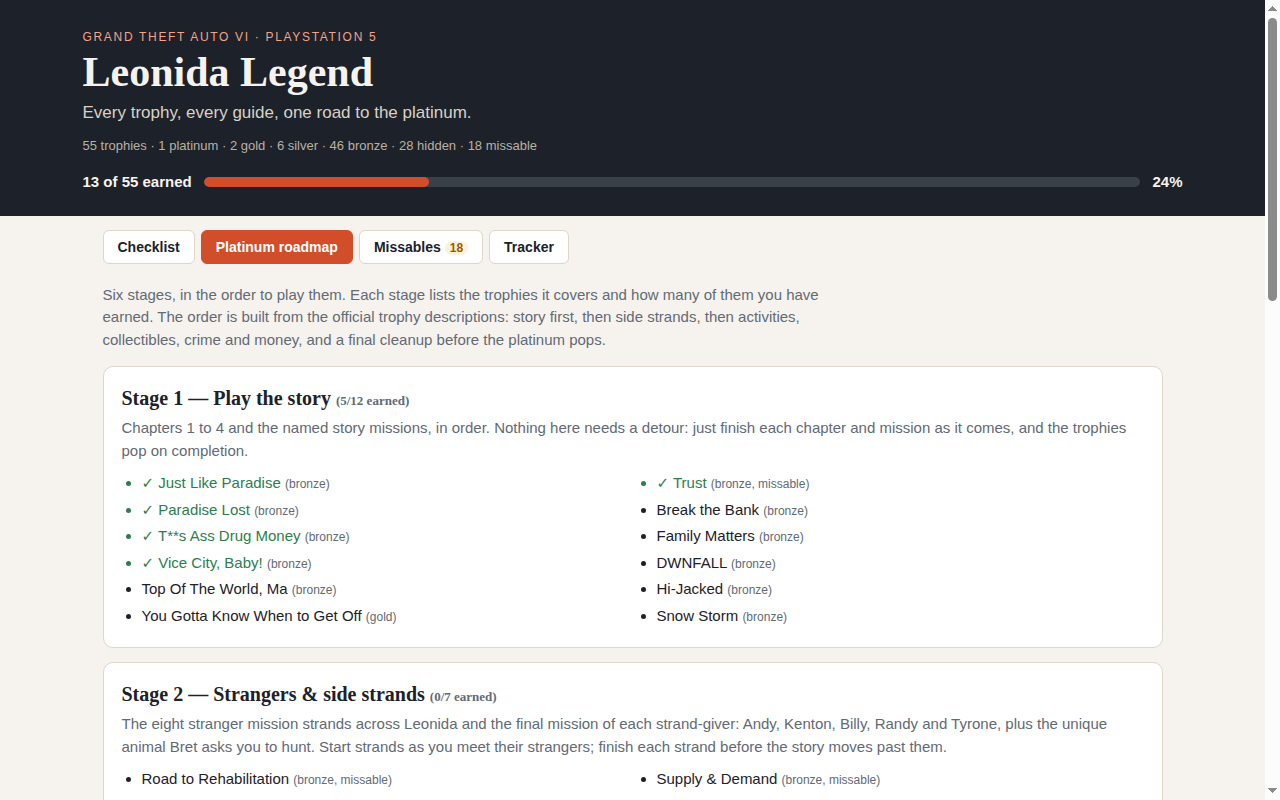 GRAND THEFT AUTO VI · PLAYSTATION 5
Leonida Legend
Every trophy, every guide, one road to the platinum.
55 trophies · 1 platinum · 2 gold · 6 silver · 46 bronze · 28 hidden · 18 missable
13 of 55 earned 24%
Checklist Platinum roadmap Missables 18 Tracker
Six stages, in the order to play them. Each stage lists the trophies it covers and how many of them you have
earned. The order is built from the official trophy descriptions: story first, then side strands, then activities,
collectibles, crime and money, and a final cleanup before the platinum pops.
Stage 1 — Play the story (5/12 earned)
Chapters 1 to 4 and the named story missions, in order. Nothing here needs a detour: just finish each chapter and mission as it comes, and the trophies
pop on completion.
• ✓ Just Like Paradise (bronze)
• ✓ Paradise Lost (bronze)
• ✓ T**s Ass Drug Money (bronze)
• ✓ Vice City, Baby! (bronze)
• Top Of The World, Ma (bronze)
• You Gotta Know When to Get Off (gold)
• ✓ Trust (bronze, missable)
• Break the Bank (bronze)
• Family Matters (bronze)
• DWNFALL (bronze)
• Hi-Jacked (bronze)
• Snow Storm (bronze)
Stage 2 — Strangers & side strands (0/7 earned)
The eight stranger mission strands across Leonida and the final mission of each strand-giver: Andy, Kenton, Billy, Randy and Tyrone, plus the unique
animal Bret asks you to hunt. Start strands as you meet their strangers; finish each strand before the story moves past them.
• Road to Rehabilitation (bronze, missable)
• Supply & Demand (bronze, missable)